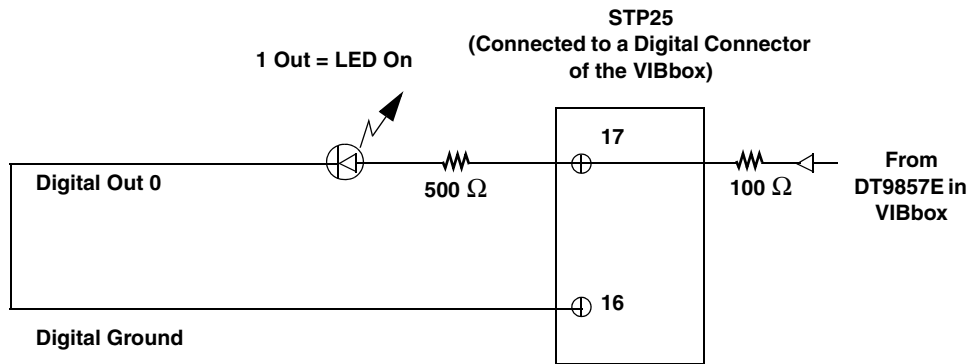 STP25
(Connected to a Digital Connector
of the VIBbox)
1 Out = LED On
17
Digital Out 0
500 Ω
100 Ω
From
DT9857E in
VIBbox
16
Digital Ground